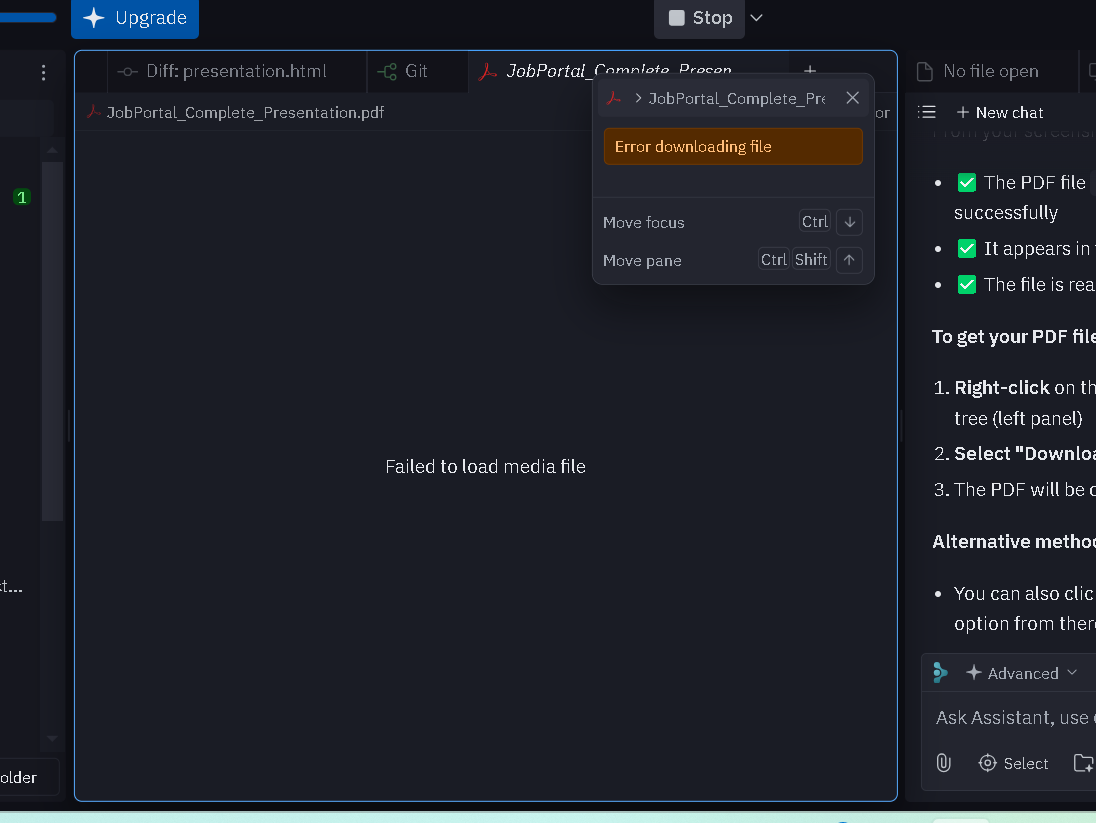 Upgrade
Stop
Diff: presentation.html
Git
JobPortal_Complete_Presen
+
No file open
JobPortal_Complete_Presentation.pdf
or
> JobPortal_Complete_Pre
+ New chat
Error downloading file
Move focus
Ctrl ↓
Move pane
Ctrl Shift ↑
1
Failed to load media file
older
From your screensh
• ✅ The PDF file
successfully
• ✅ It appears in
• ✅ The file is rea
To get your PDF file
1. Right-click on th
tree (left panel)
2. Select "Downloa
3. The PDF will be
Alternative metho
• You can also clic
option from ther
Advanced
Ask Assistant, use
Select